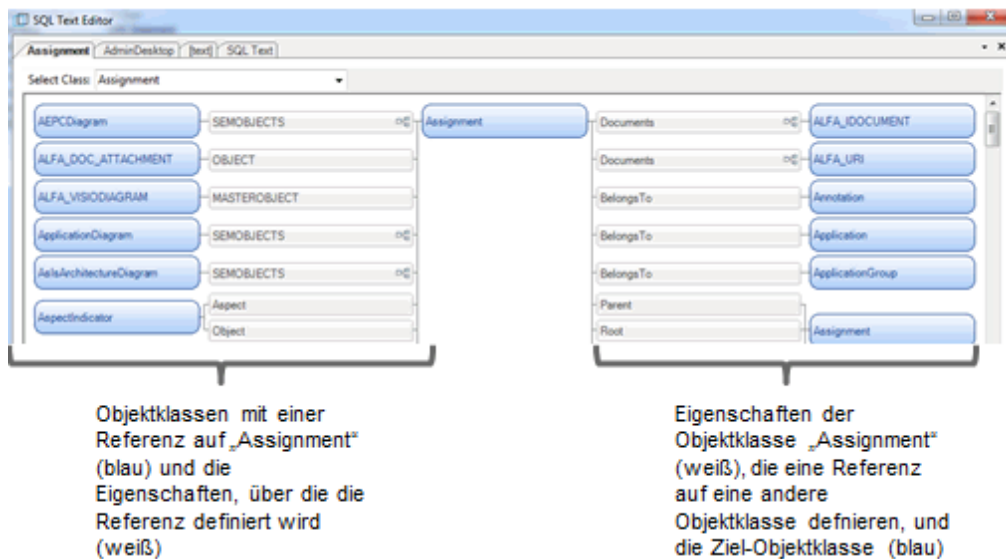 SQL Text Editor
Assignment AdminDesktop [text] SQL Text
Select Class: Assignment
AEPCDiagram SEMOBJECTS Assignment Documents ALFA_IDOCUMENT
ALFA_DOC_ATTACHMENT OBJECT Documents ALFA_URI
ALFA_VISIODIAGRAM MASTEROBJECT BelongsTo Annotation
ApplicationDiagram SEMOBJECTS BelongsTo Application
AsIsArchitectureDiagram SEMOBJECTS BelongsTo ApplicationGroup
AspectIndicator Aspect Parent
Object Root Assignment
Objektklassen mit einer
Referenz auf „Assignment“
(blau) und die
Eigenschaften, über die die
Referenz definiert wird
(weiß)
Eigenschaften der
Objektklasse „Assignment“
(weiß), die eine Referenz
auf eine andere
Objektklasse defnieren, und
die Ziel-Objektklasse (blau)